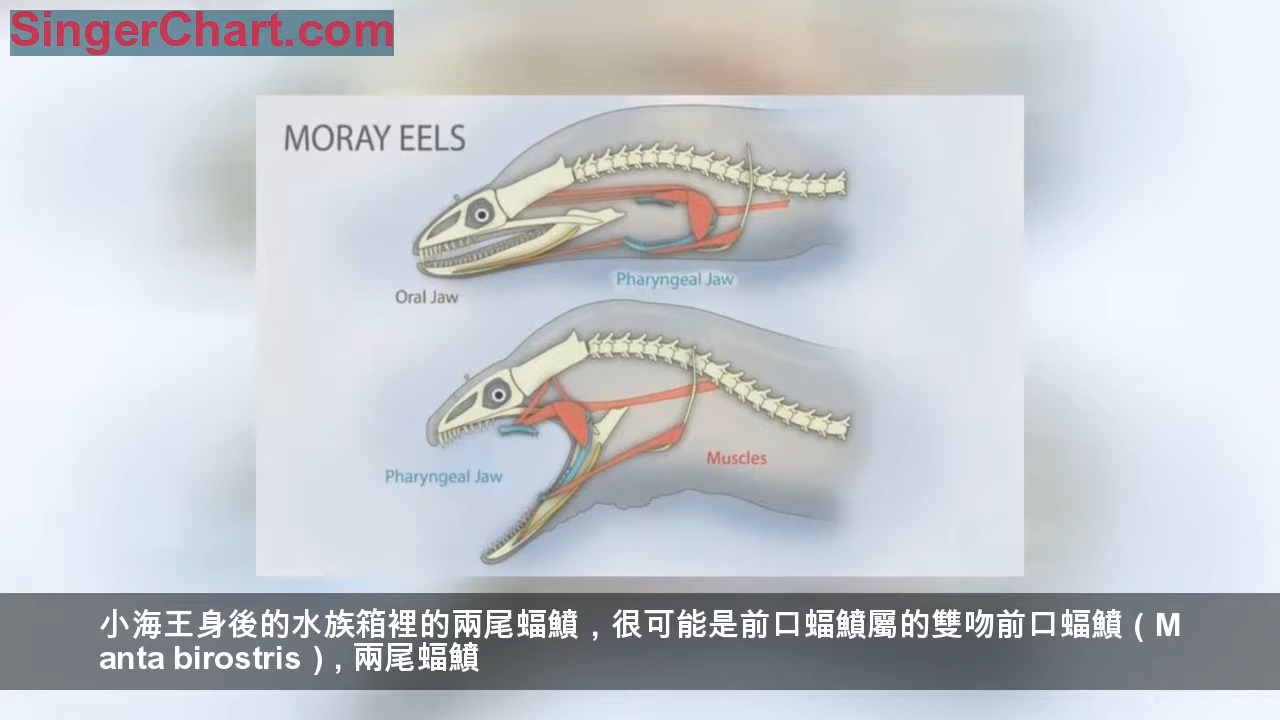 SingerChart.com
MORAY EELS
Pharyngeal Jaw
Oral Jaw
Muscles
Pharyngeal Jaw
小海王身後的水族箱裡的兩尾蝠鱝，很可能是前口蝠鱝屬的雙吻前口蝠鱝（M
anta birostris），兩尾蝠鱝